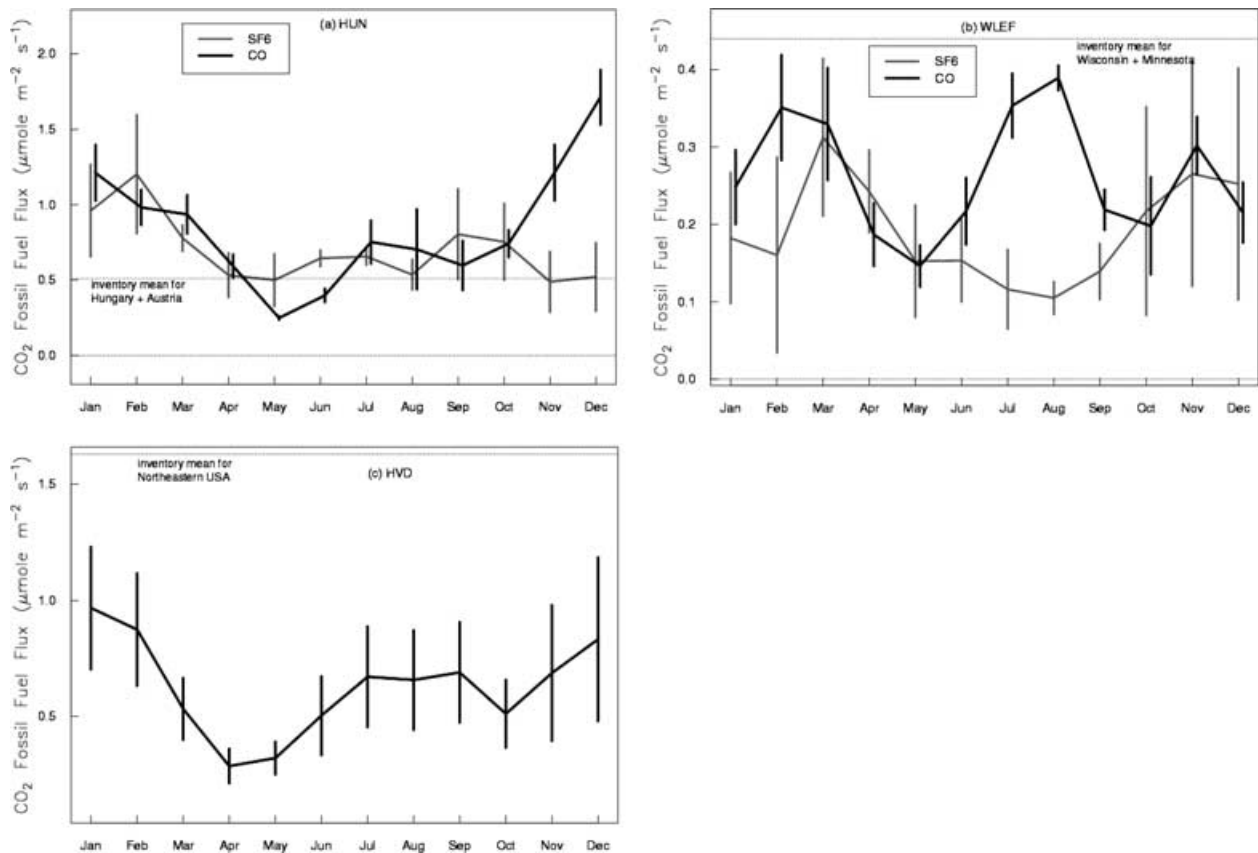 (a) HUN
SF6
CO
inventory mean for
Hungary + Austria
CO2 Fossil Fuel Flux (μmole m−2 s−1)
2.0
1.5
1.0
0.5
0.0
Jan Feb Mar Apr May Jun Jul Aug Sep Oct Nov Dec
(b) WLEF
inventory mean for
Wisconsin + Minnesota
SF6
CO
CO2 Fossil Fuel Flux (μmole m−2 s−1)
0.4
0.3
0.2
0.1
0.0
Jan Feb Mar Apr May Jun Jul Aug Sep Oct Nov Dec
inventory mean for
Northeastern USA
(c) HVD
CO2 Fossil Fuel Flux (μmole m−2 s−1)
1.5
1.0
0.5
Jan Feb Mar Apr May Jun Jul Aug Sep Oct Nov Dec